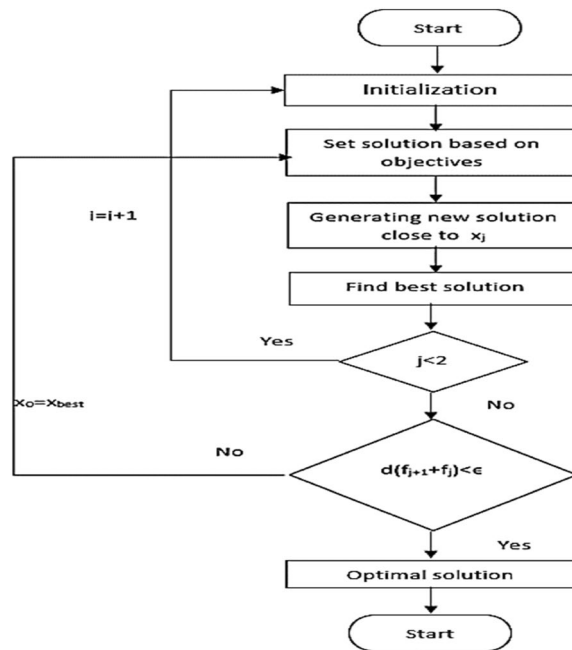 Start
Initialization
Set solution based on
objectives
i=i+1
Generating new solution
close to xj
Find best solution
Yes
j<2
x0=xbest
No
No
d(fj+1+fj)<ϵ
Yes
Optimal solution
Start